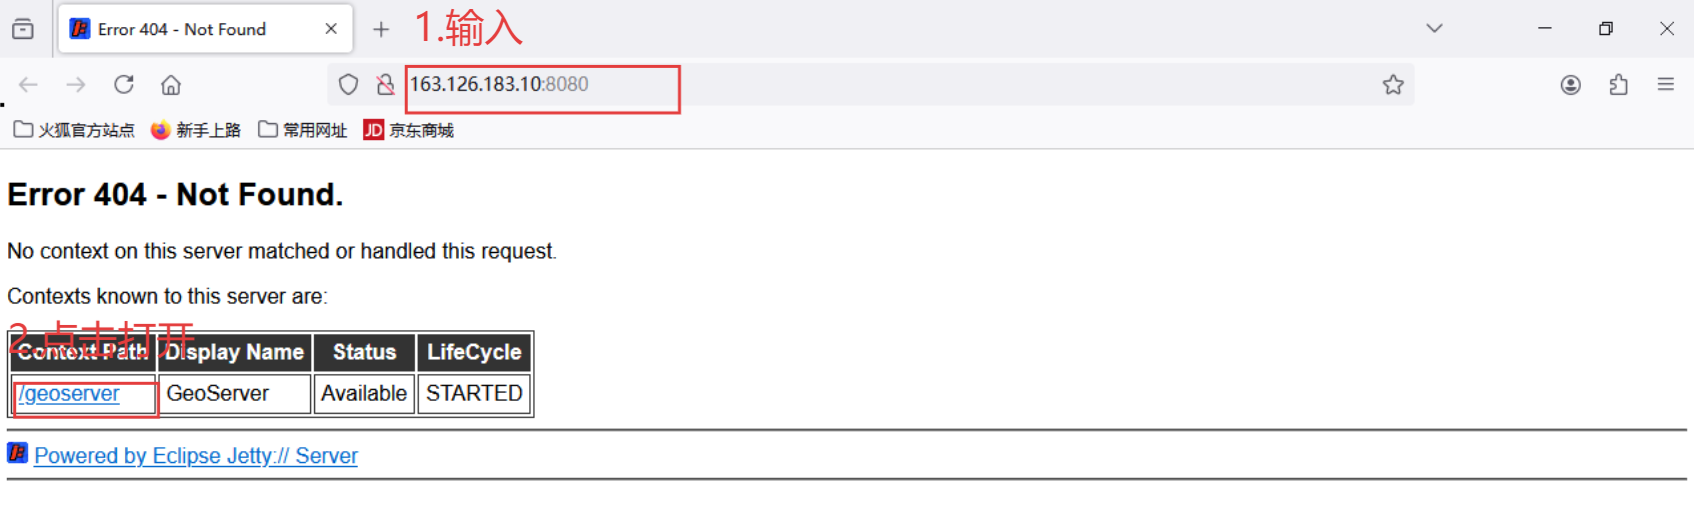 Error 404 - Not Found
1.输入
163.126.183.10:8080
火狐官方站点 新手上路 常用网址 JD 京东商城
Error 404 - Not Found.
No context on this server matched or handled this request.
Contexts known to this server are:
2.点击打开
Context Path Display Name Status LifeCycle
/geoserver GeoServer Available STARTED
Powered by Eclipse Jetty:// Server